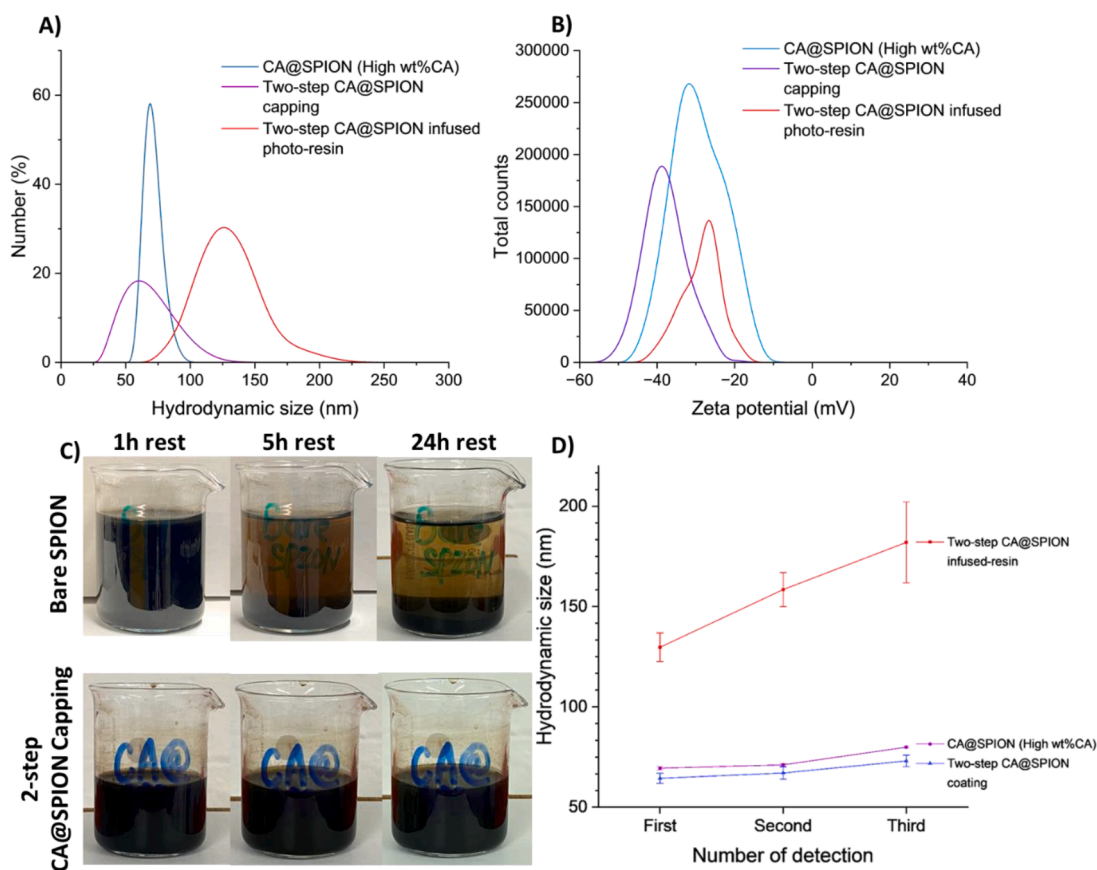 A)
CA@SPION (High wt%CA)
Two-step CA@SPION
capping
Two-step CA@SPION infused
photo-resin
Number (%)
60
40
20
0
0
50
100
150
200
250
300
Hydrodynamic size (nm)
B)
CA@SPION (High wt%CA)
Two-step CA@SPION
capping
Two-step CA@SPION infused
photo-resin
Total counts
300000
250000
200000
150000
100000
50000
0
−60
−40
−20
0
20
40
Zeta potential (mV)
C)
1h rest
5h rest
24h rest
Bare SPION
Bare
SPION
Bare
SPION
2-step
CA@SPION Capping
CA@
CA@
CA@
D)
Hydrodynamic size (nm)
200
150
100
50
Two-step CA@SPION
infused-resin
CA@SPION (High wt%CA)
Two-step CA@SPION
coating
First
Second
Third
Number of detection